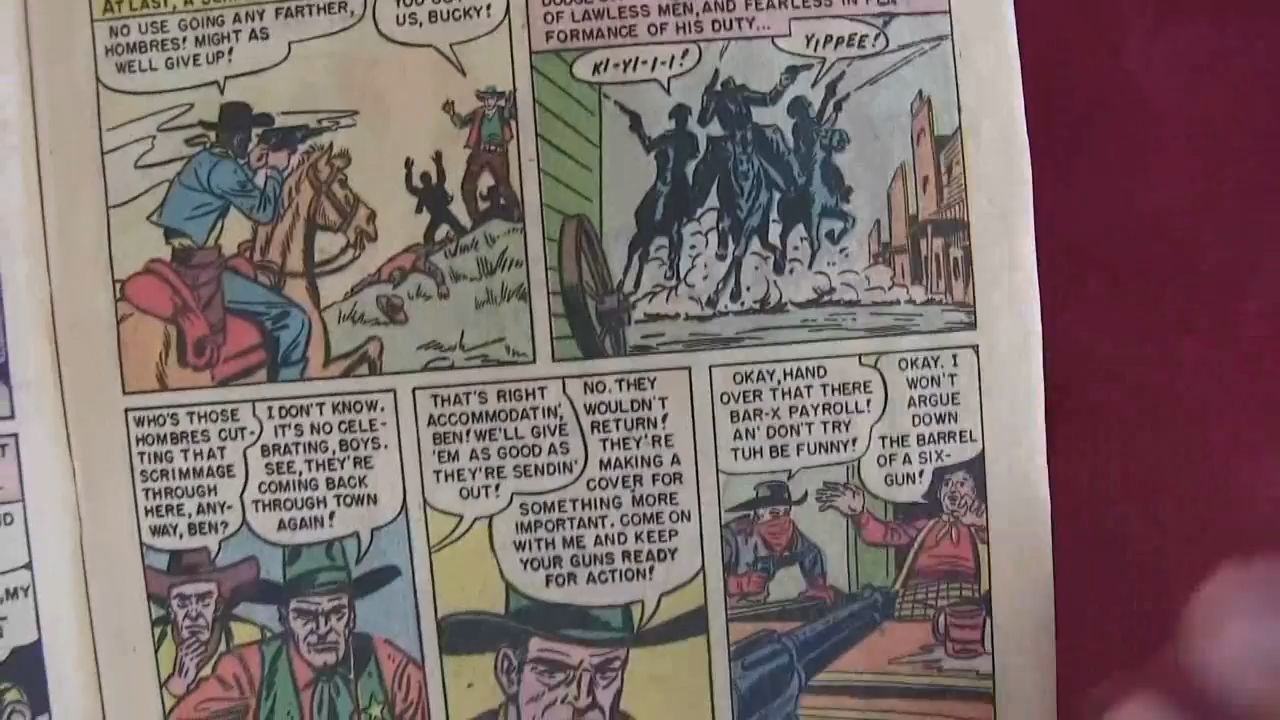 AT LAST, A
NO USE GOING ANY FARTHER,
HOMBRES! MIGHT AS
WELL GIVE UP!
US, BUCKY!
OF LAWLESS MEN, AND FEARLESS IN
FORMANCE OF HIS DUTY...
KI-YI-I-I!
YIPPEE!
WHO'S THOSE
HOMBRES CUT-
TING THAT
SCRIMMAGE
THROUGH
HERE, ANY-
WAY, BEN?
I DON'T KNOW.
IT'S NO CELE-
BRATING, BOYS.
SEE, THEY'RE
COMING BACK
THROUGH TOWN
AGAIN!
THAT'S RIGHT
ACCOMMODATIN',
BEN! WE'LL GIVE
'EM AS GOOD AS
THEY'RE SENDIN'
OUT!
NO. THEY
WOULDN'T
RETURN!
THEY'RE
MAKING A
COVER FOR
SOMETHING MORE
IMPORTANT. COME ON
WITH ME AND KEEP
YOUR GUNS READY
FOR ACTION!
OKAY, HAND
OVER THAT THERE
BAR-X PAYROLL!
AN' DON'T TRY
TUH BE FUNNY!
OKAY. I
WON'T
ARGUE
DOWN
THE BARREL
OF A SIX-
GUN!